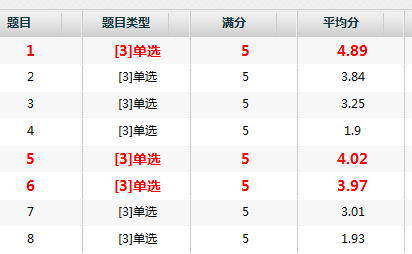 题目 题目类型 满分 平均分
1 [3]单选 5 4.89
2 [3]单选 5 3.84
3 [3]单选 5 3.25
4 [3]单选 5 1.9
5 [3]单选 5 4.02
6 [3]单选 5 3.97
7 [3]单选 5 3.01
8 [3]单选 5 1.93